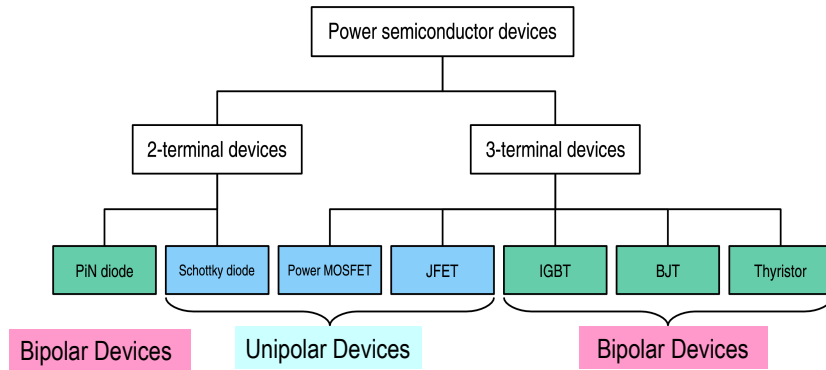 Power semiconductor devices
2-terminal devices
3-terminal devices
PiN diode
Schottky diode
Power MOSFET
JFET
IGBT
BJT
Thyristor
Bipolar Devices
Unipolar Devices
Bipolar Devices